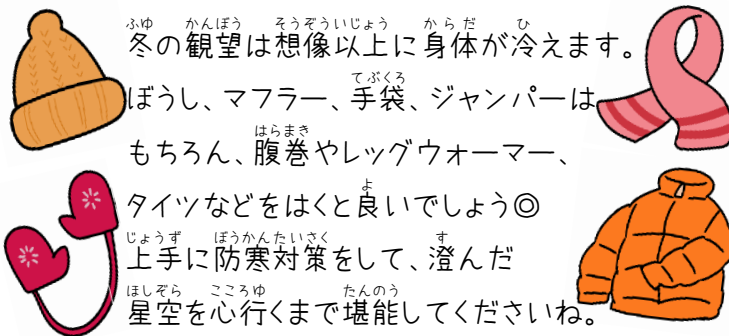 冬の観望は想像以上に身体が冷えます。
ぼうし、マフラー、手袋、ジャンパーは
もちろん、腹巻やレッグウォーマー、
タイツなどをはくと良いでしょう◎
上手に防寒対策をして、澄んだ
星空を心行くまで堪能してくださいね。